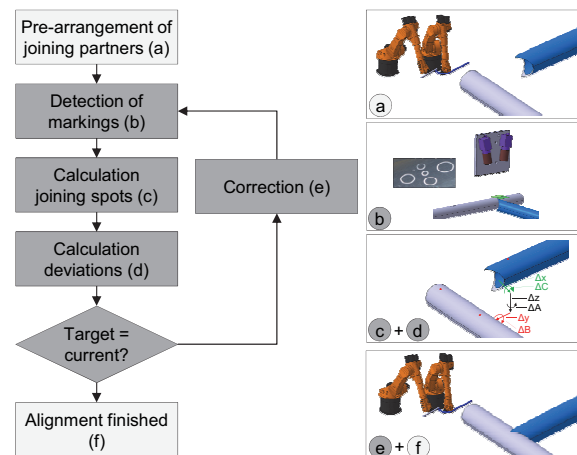 Pre-arrangement of
joining partners (a)
Detection of
markings (b)
Calculation
joining spots (c)
Correction (e)
Calculation
deviations (d)
Target =
current?
Alignment finished
(f)
a
b
Δx
ΔC
Δz
ΔA
Δy
ΔB
c + d
e + f